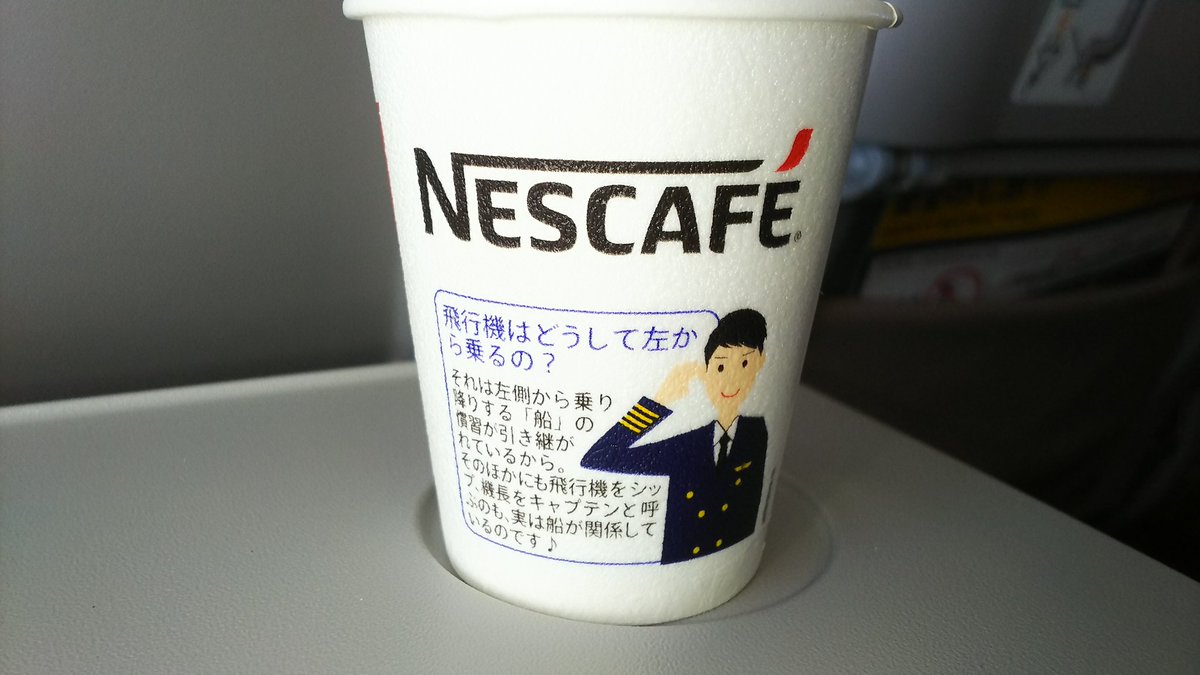 NESCAFÉ®
飛行機はどうして左か
ら乗るの？
それは左側から乗り
降りする「船」の
慣習が引き継が
れているから。
そのほかにも飛行機をシッ
プ、機長をキャプテンと呼
ぶのも、実は船が関係して
いるのです♪